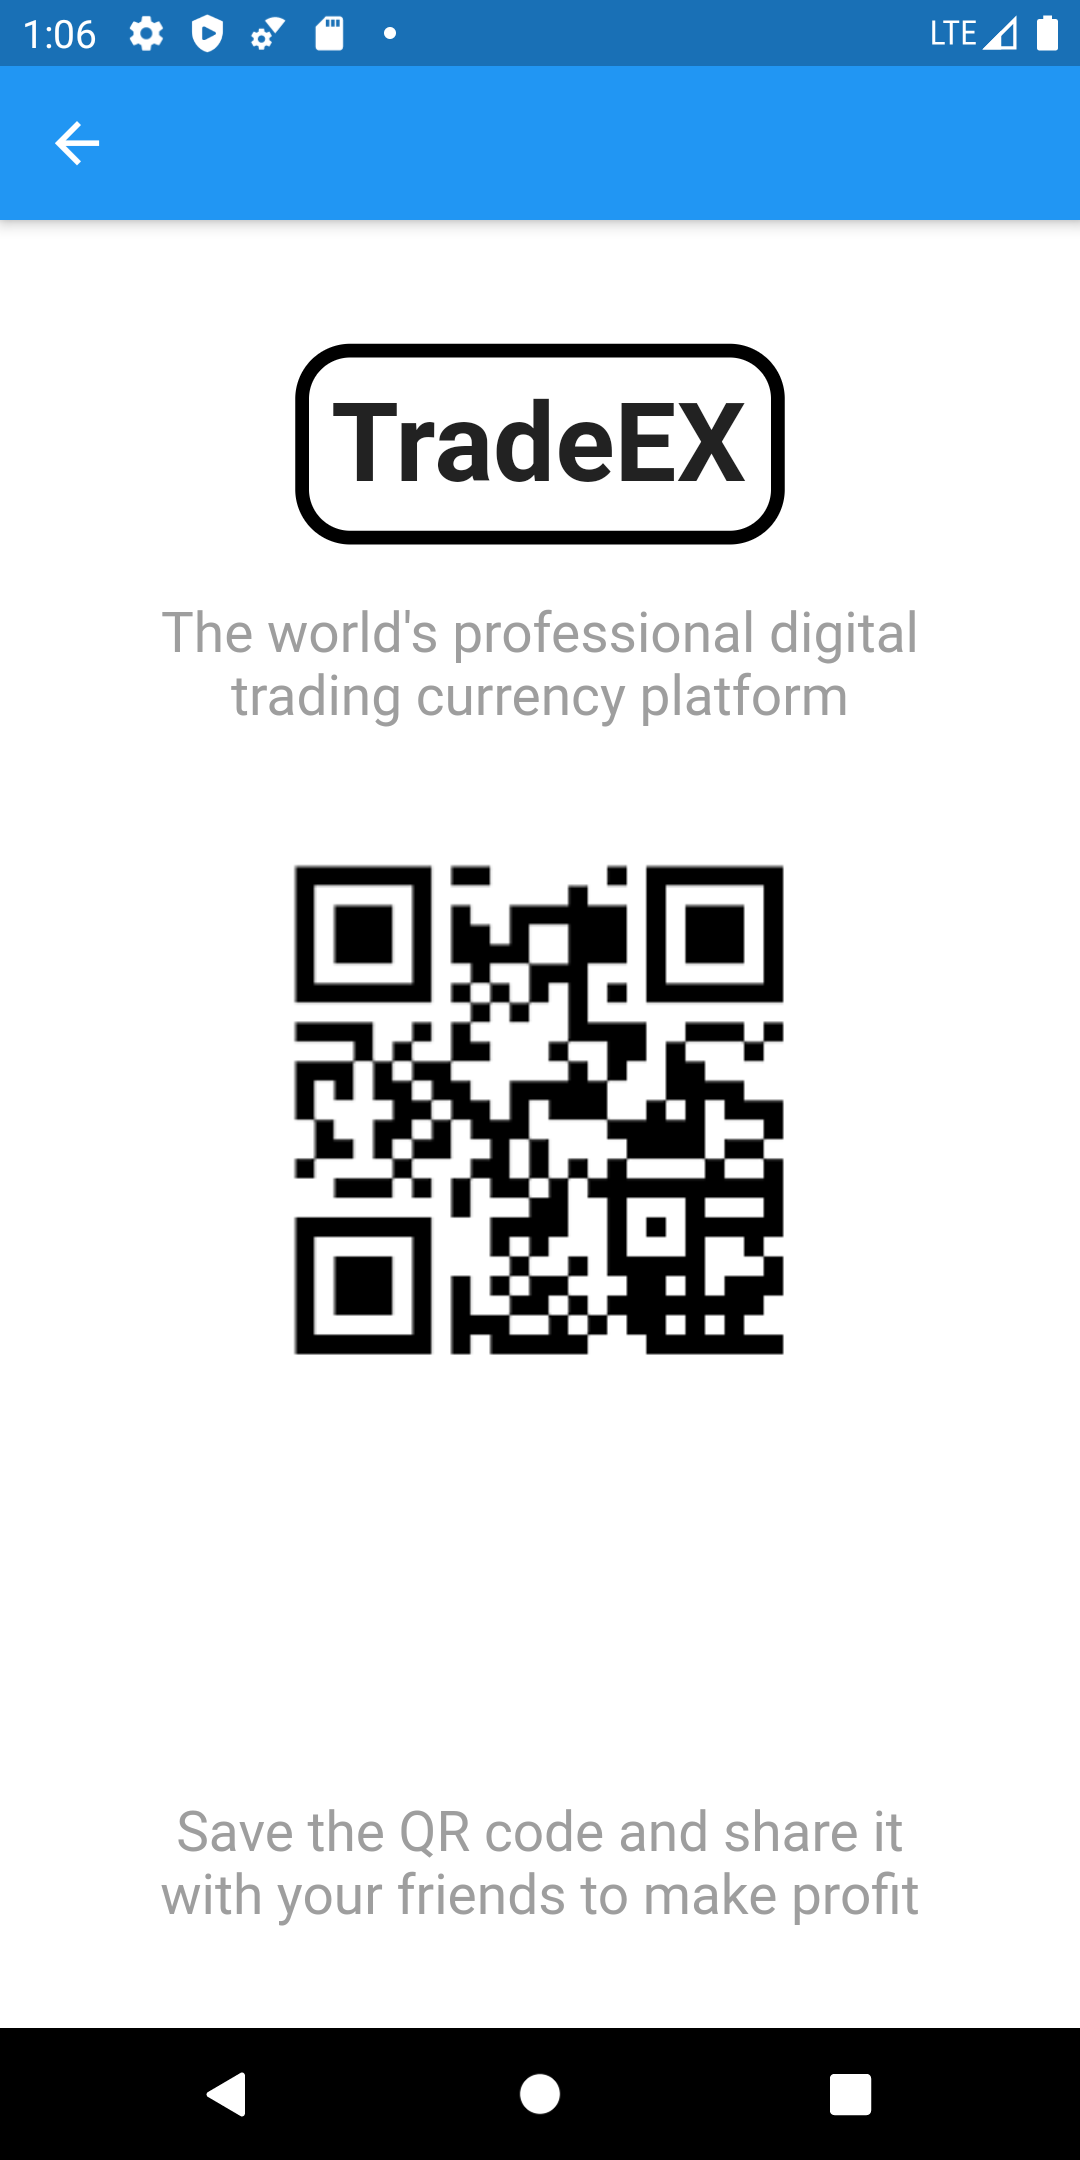 1:06
LTE
TradeEX
The world's professional digital
trading currency platform
Save the QR code and share it
with your friends to make profit